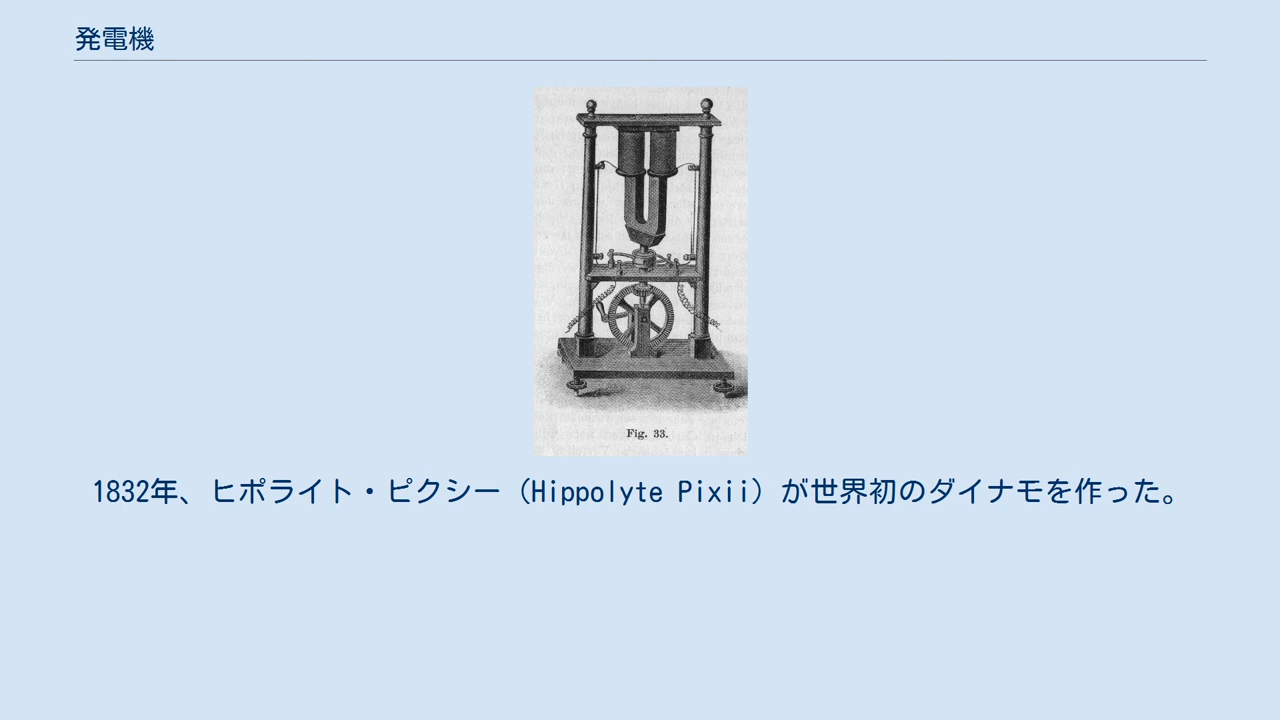 発電機
Fig. 33.
1832年、ヒポライト・ピクシー（Hippolyte Pixii）が世界初のダイナモを作った。